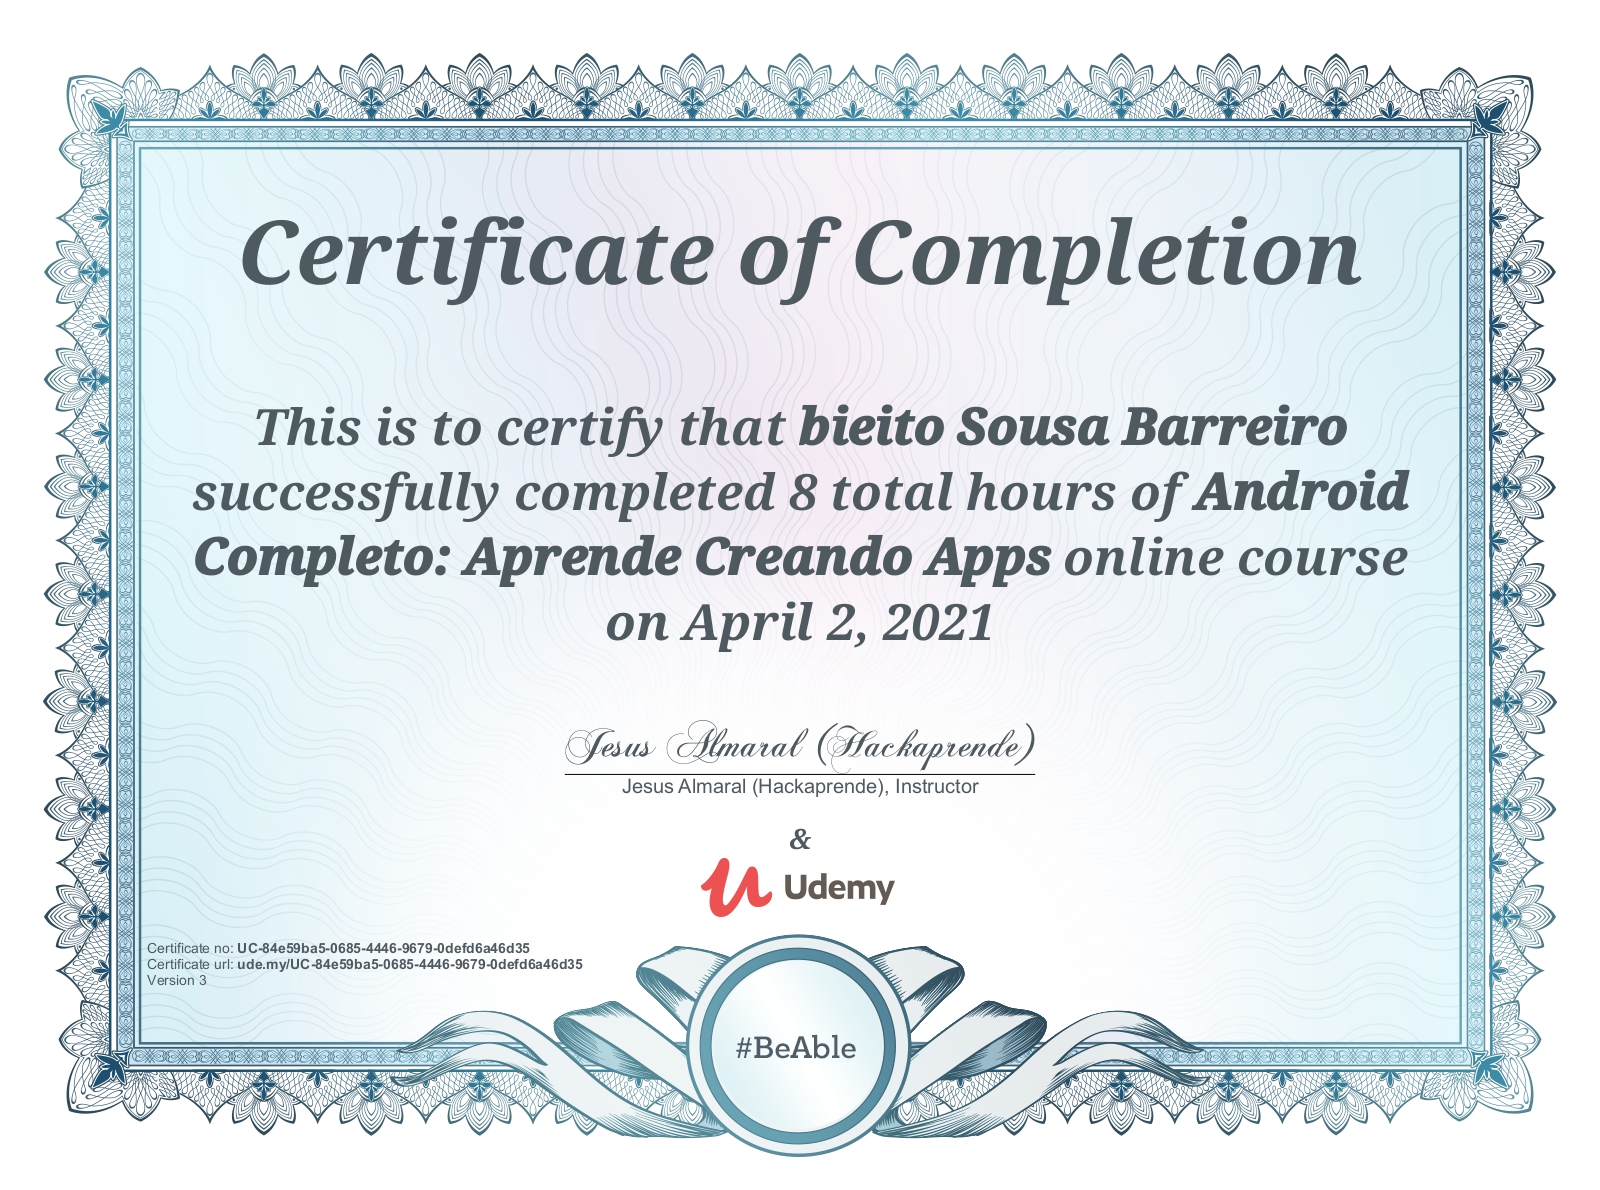 Certificate of Completion
This is to certify that bieito Sousa Barreiro
successfully completed 8 total hours of Android
Completo: Aprende Creando Apps online course
on April 2, 2021
Jesus Almaral (Hackaprende)
Jesus Almaral (Hackaprende), Instructor
&
Udemy
Certificate no: UC-84e59ba5-0685-4446-9679-0defd6a46d35
Certificate url: ude.my/UC-84e59ba5-0685-4446-9679-0defd6a46d35
Version 3
#BeAble